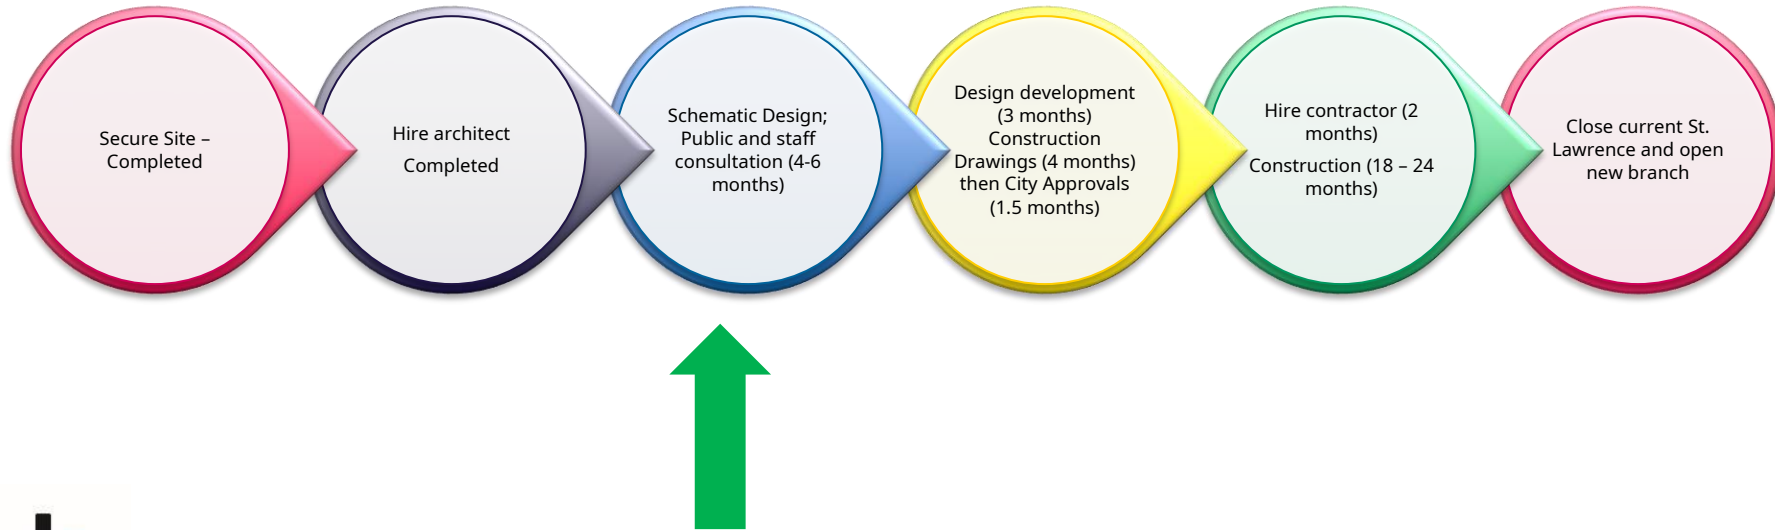 Secure Site –
Completed
Hire architect
Completed
Schematic Design;
Public and staff
consultation (4-6
months)
Design development
(3 months)
Construction
Drawings (4 months)
then City Approvals
(1.5 months)
Hire contractor (2
months)
Construction (18 – 24
months)
Close current St.
Lawrence and open
new branch